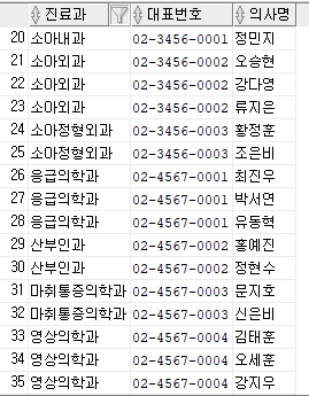 진료과 대표번호 의사명
20 소아내과 02-3456-0001 정민지
21 소아외과 02-3456-0002 오승현
22 소아외과 02-3456-0002 강다영
23 소아외과 02-3456-0002 류지은
24 소아정형외과 02-3456-0003 황정훈
25 소아정형외과 02-3456-0003 조은비
26 응급의학과 02-4567-0001 최진우
27 응급의학과 02-4567-0001 박서연
28 응급의학과 02-4567-0001 유동혁
29 산부인과 02-4567-0002 홍예진
30 산부인과 02-4567-0002 정현수
31 마취통증의학과 02-4567-0003 문지호
32 마취통증의학과 02-4567-0003 신은비
33 영상의학과 02-4567-0004 김태훈
34 영상의학과 02-4567-0004 오세훈
35 영상의학과 02-4567-0004 강지우